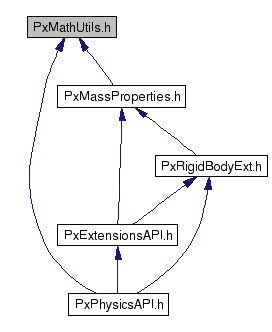 PxMathUtils.h
PxMassProperties.h
PxRigidBodyExt.h
PxExtensionsAPI.h
PxPhysicsAPI.h